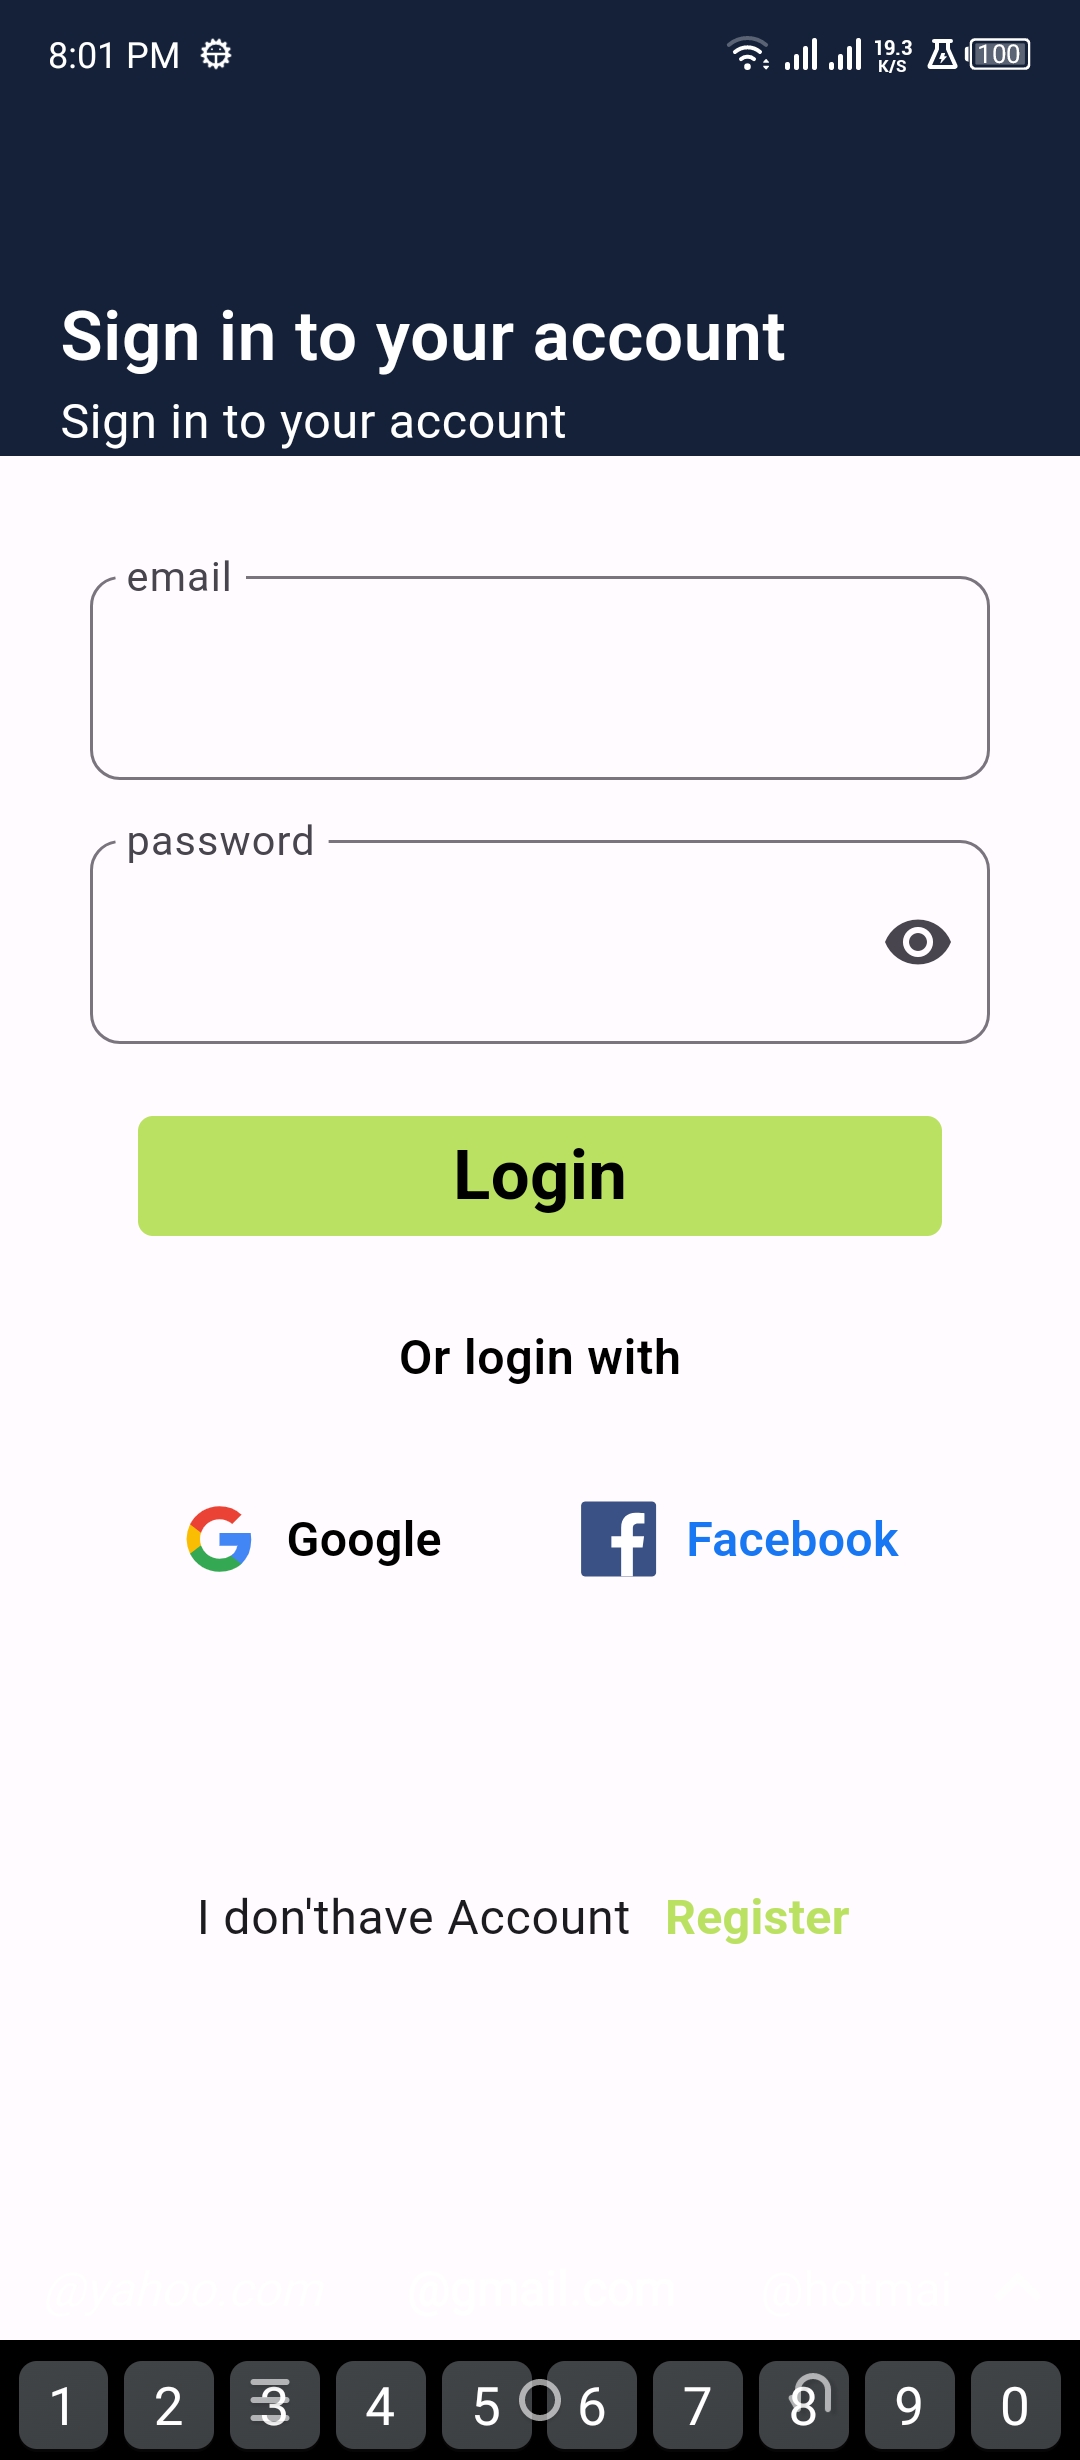 8:01 PM 19.3 K/S 100
Sign in to your account
Sign in to your account
email
password
Login
Or login with
Google Facebook
I don'thave Account Register
@gmail.com
1 2 3 4 5 6 7 8 9 0